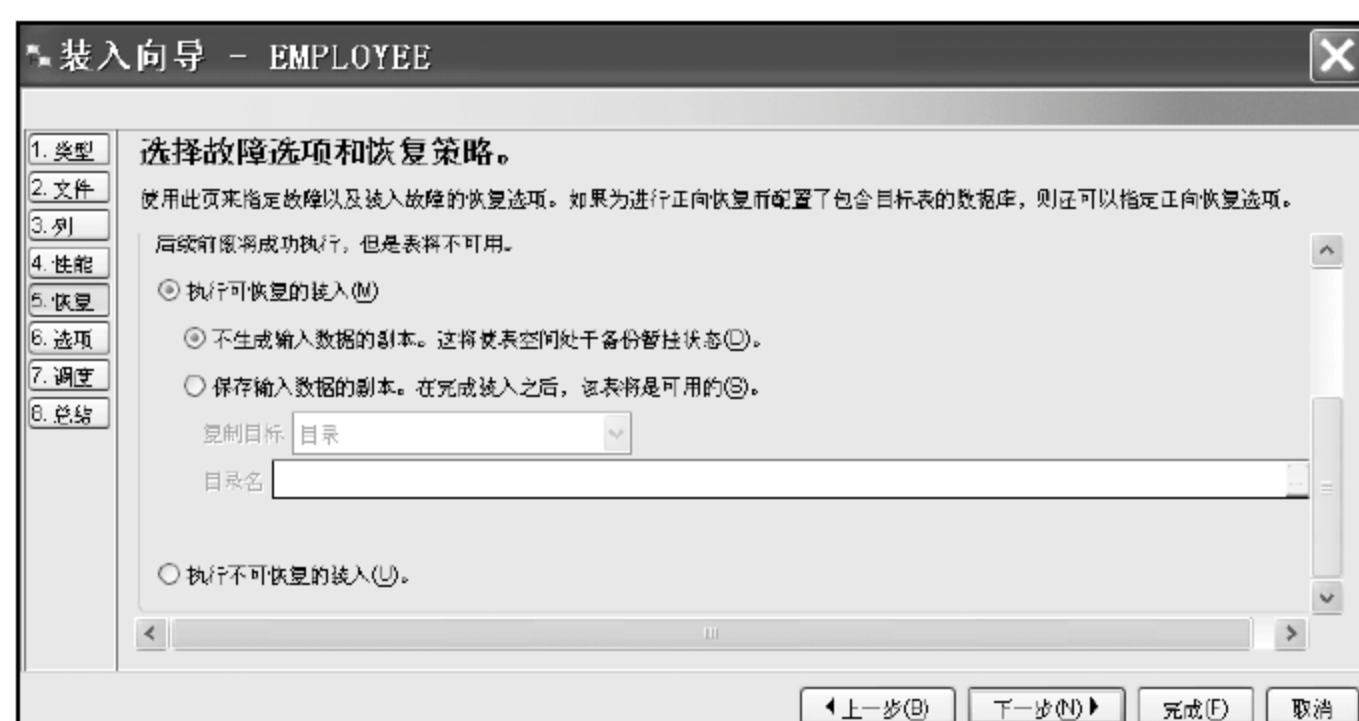 装入向导 - EMPLOYEE
1. 类型
2. 文件
3. 列
4. 性能
5. 恢复
6. 选项
7. 调度
8. 总结
选择故障选项和恢复策略。
使用此页来指定故障以及装入故障的恢复选项。如果为进行正向恢复而配置了包含目标表的数据库，则还可以指定正向恢复选项。
后续前滚将成功执行，但是表将不可用。
执行可恢复的装入(M)
不生成输入数据的副本。这将使表空间处于备份暂挂状态(D)。
保存输入数据的副本。在完成装入之后，该表将是可用的(S)。
复制目标 目录
目录名 ...
执行不可恢复的装入(U)。
上一步(B) 下一步(N) 完成(F) 取消